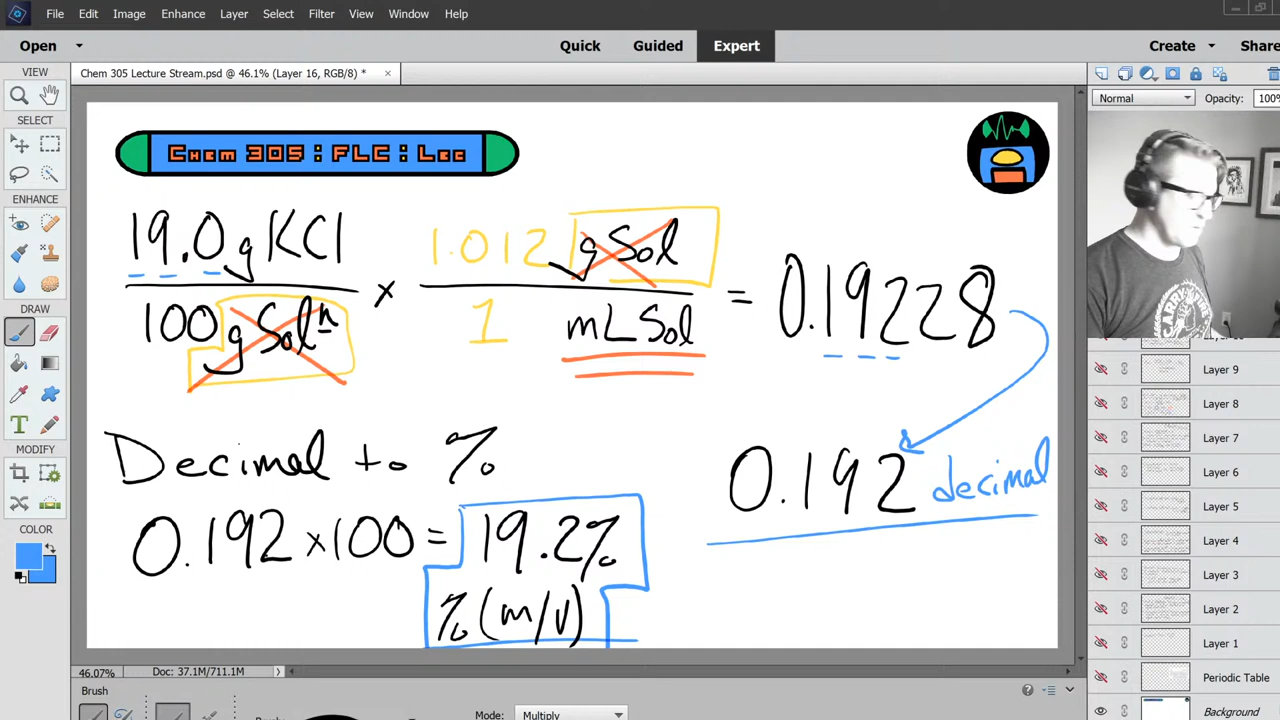 File Edit Image Enhance Layer Select Filter View Window Help
Open Quick Guided Expert Create Share
VIEW
SELECT
ENHANCE
DRAW
MODIFY
COLOR
Chem 305 Lecture Stream.psd @ 46.1% (Layer 16, RGB/8) * ×
Normal Opacity: 100%
Chem 305 : FLC : Lec
19.0 g KCl
100 g Solⁿ
×
1.012 g Sol
1 mL Sol
= 0.19228
0.192 decimal
Decimal to %
0.192 × 100 = 19.2%
% (m/v)
CARRY
Layer 9
Layer 8
Layer 7
Layer 6
Layer 5
Layer 4
Layer 3
Layer 2
Layer 1
Periodic Table
Background
46.07% Doc: 37.1M/711.1M
Brush
Mode: Multiply